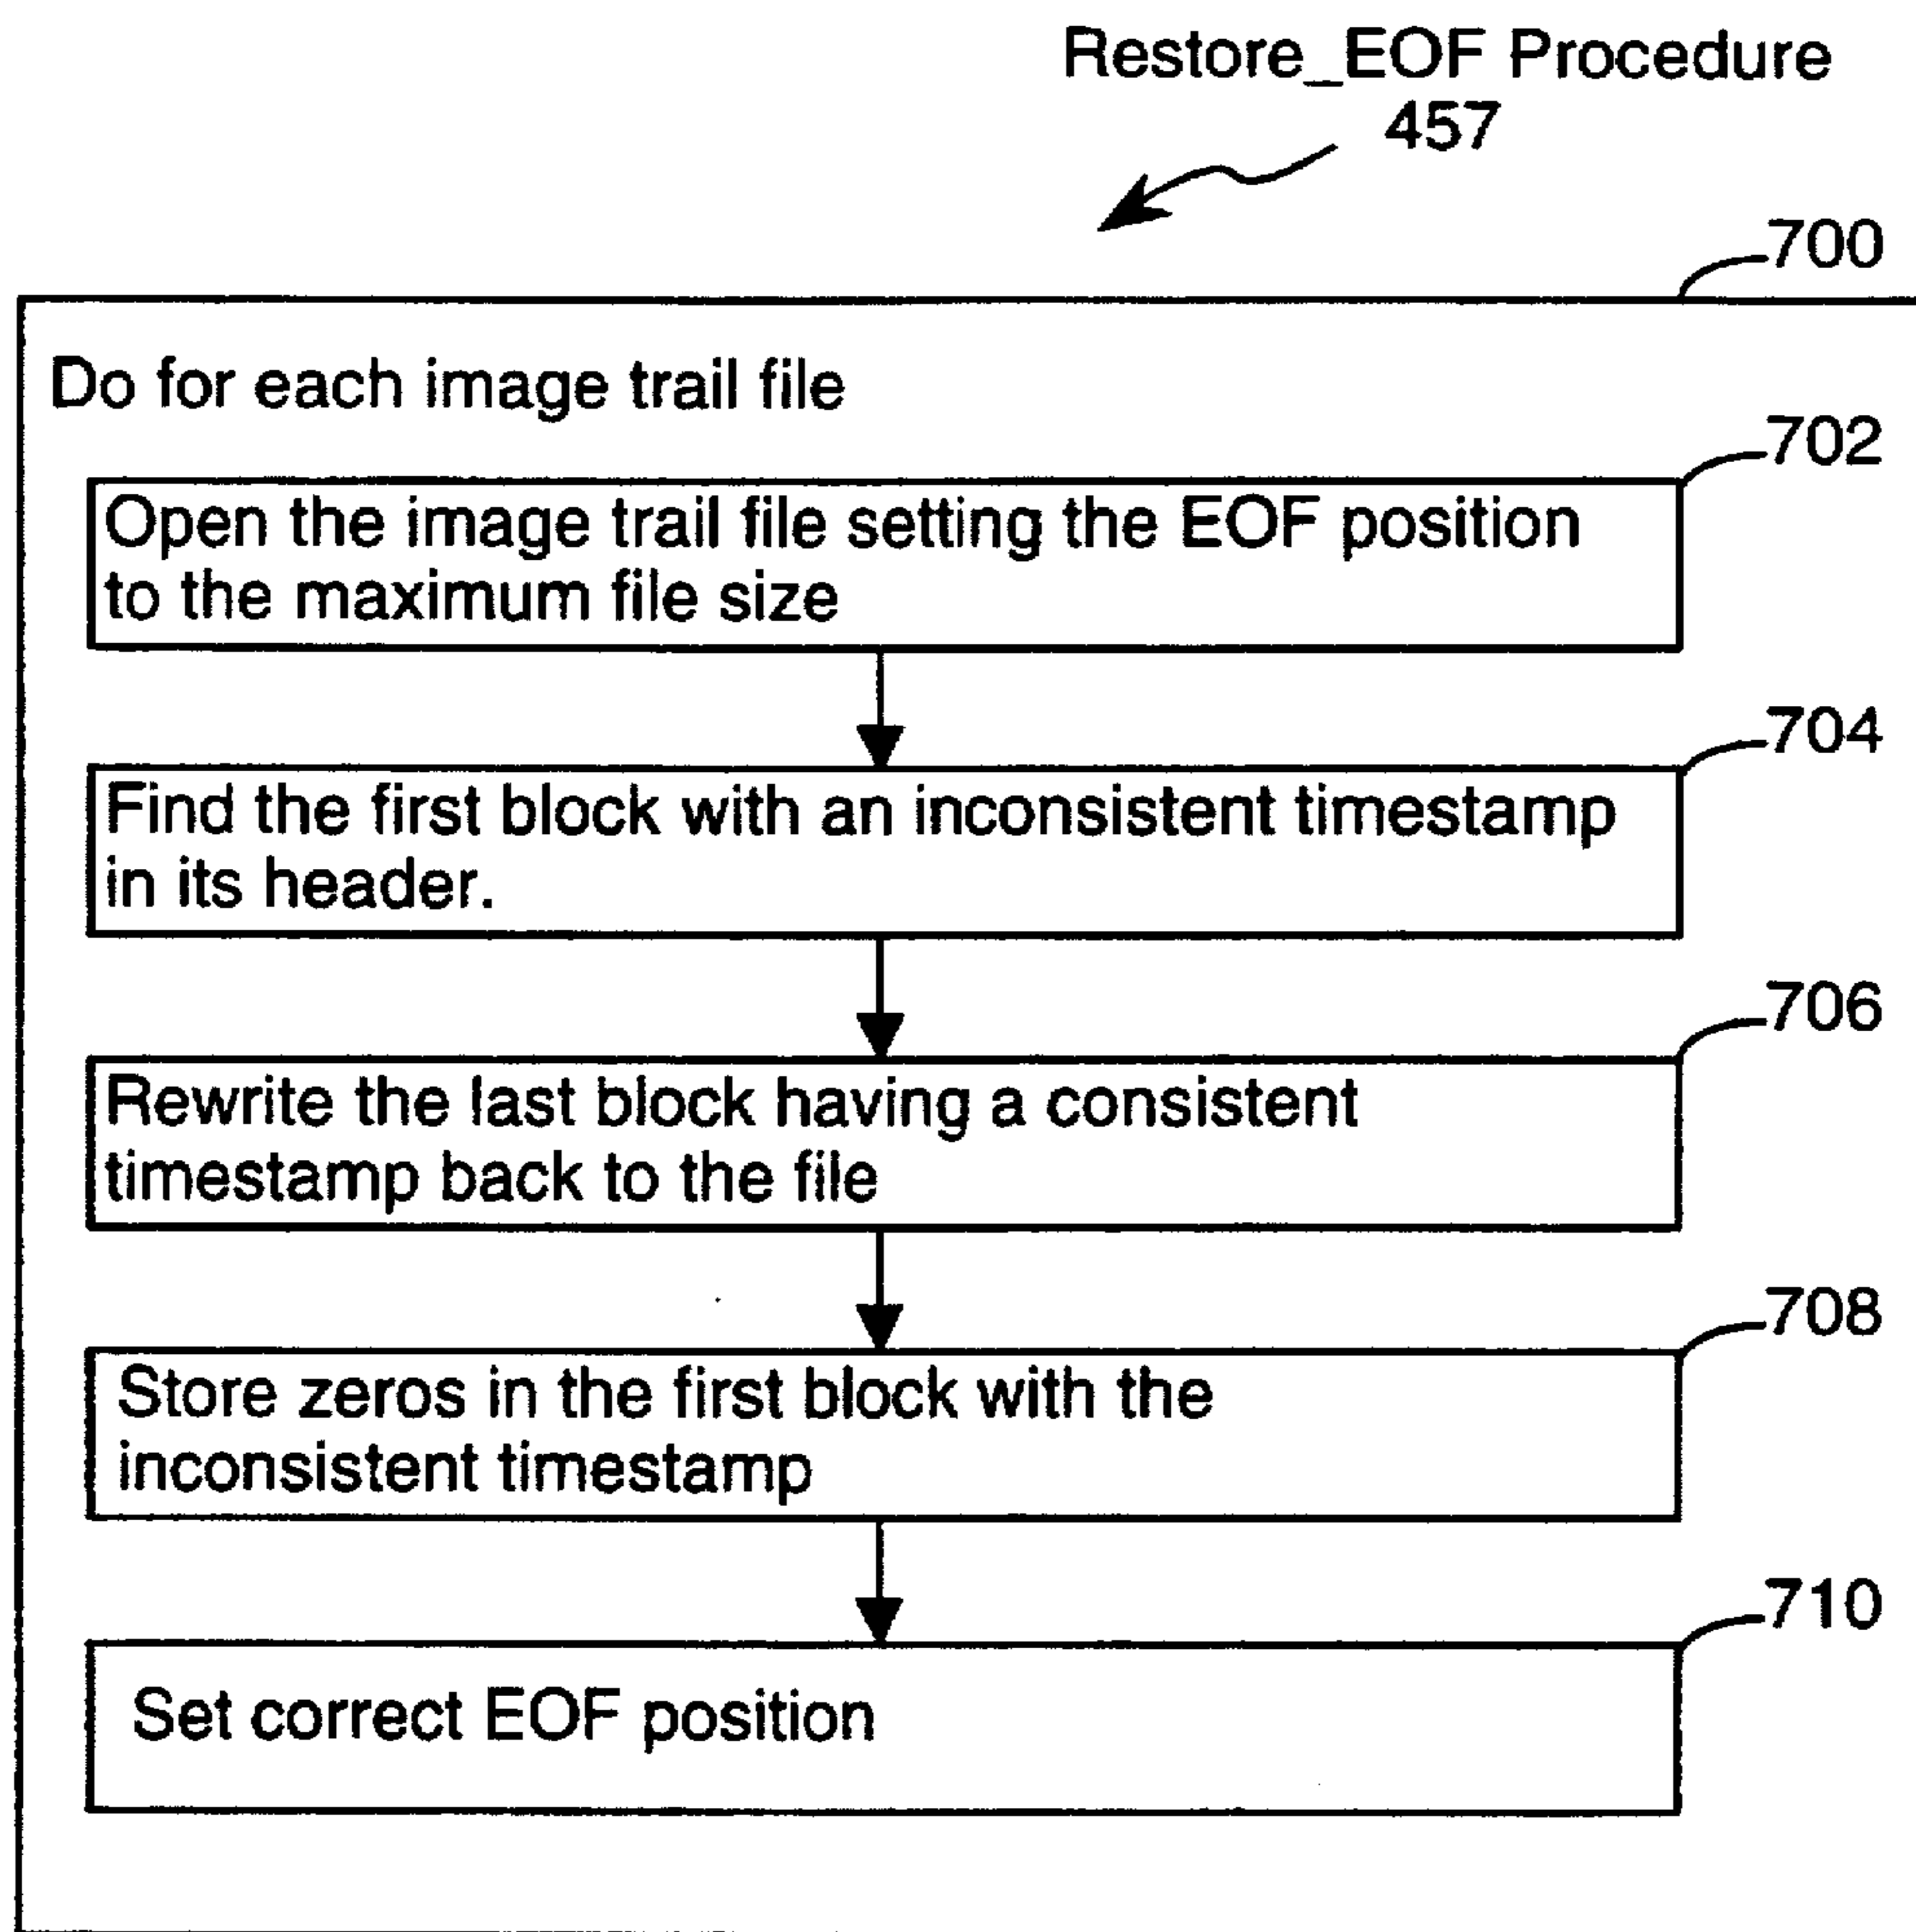 Restore_EOF Procedure
457
700
Do for each image trail file
702
Open the image trail file setting the EOF position
to the maximum file size
704
Find the first block with an inconsistent timestamp
in its header.
706
Rewrite the last block having a consistent
timestamp back to the file
708
Store zeros in the first block with the
inconsistent timestamp
710
Set correct EOF position